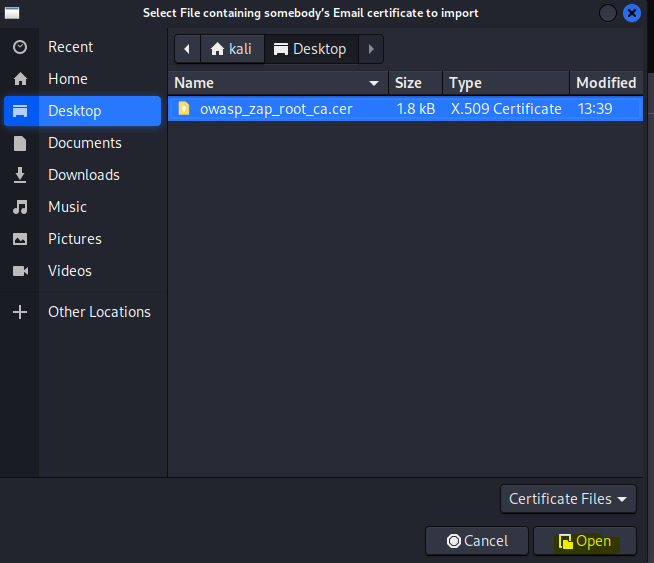 Select File containing somebody's Email certificate to import
Recent
Home
Desktop
Documents
Downloads
Music
Pictures
Videos
Other Locations
kali Desktop
Name Size Type Modified
owasp_zap_root_ca.cer 1.8 kB X.509 Certificate 13:39
Certificate Files
Cancel Open